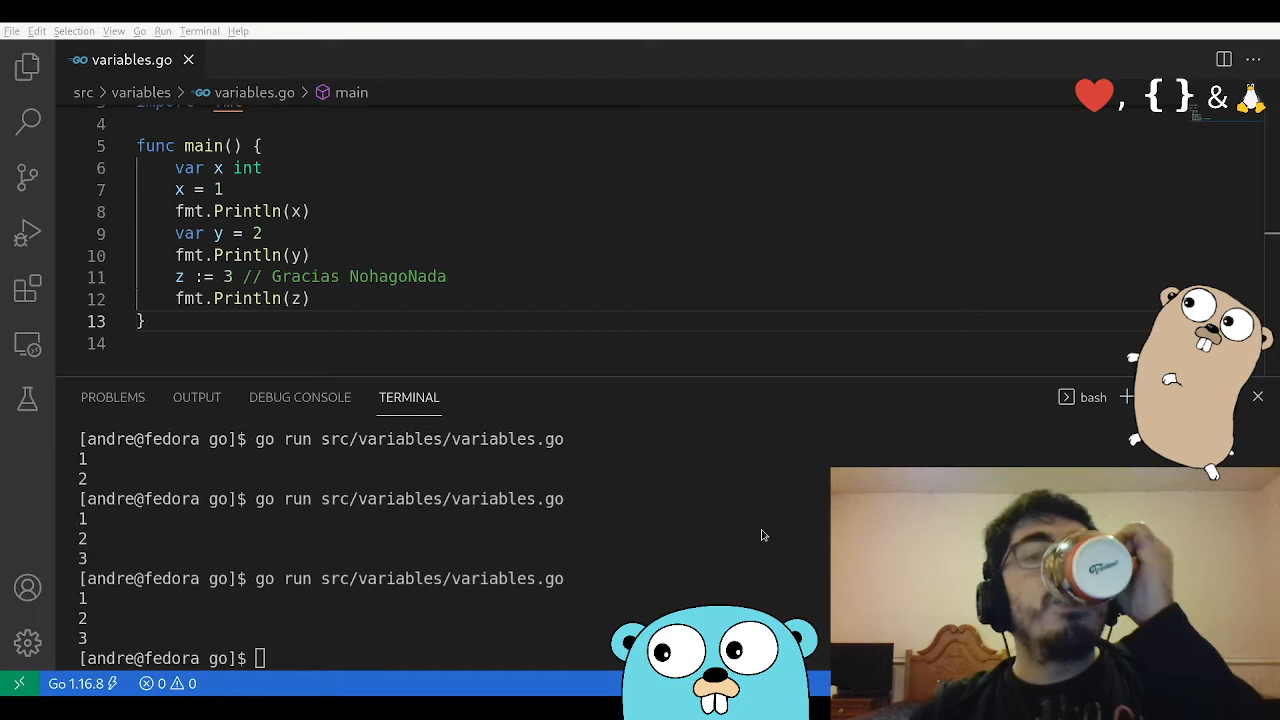 File Edit Selection View Go Run Terminal Help
GO variables.go
src > variables > GO variables.go > main
4
5 func main() {
6 var x int
7 x = 1
8 fmt.Println(x)
9 var y = 2
10 fmt.Println(y)
11 z := 3 // Gracias NohagoNada
12 fmt.Println(z)
13 }
14
, {} &
PROBLEMS OUTPUT DEBUG CONSOLE TERMINAL
bash
[andre@fedora go]$ go run src/variables/variables.go
1
2
[andre@fedora go]$ go run src/variables/variables.go
1
2
3
[andre@fedora go]$ go run src/variables/variables.go
1
2
3
[andre@fedora go]$
Go 1.16.8 0 0